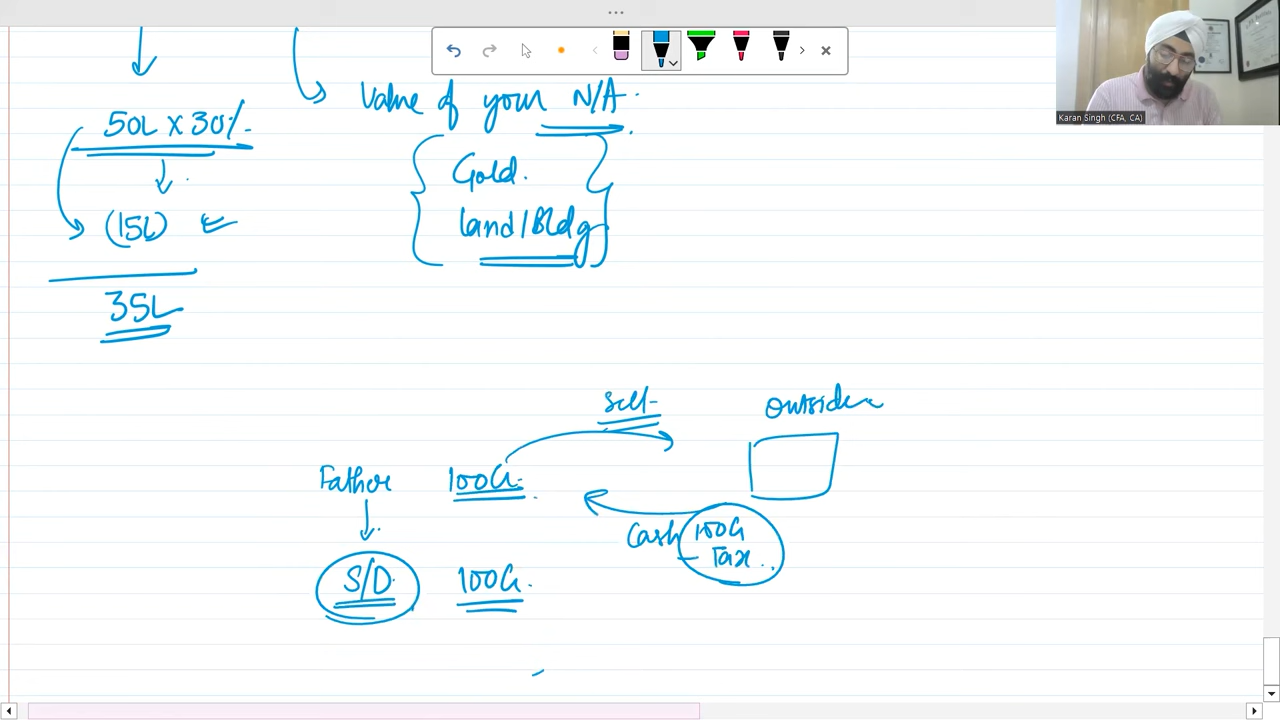 Karan Singh (CFA, CA)
Value of your N/A.
50L x 30%.
Gold.
(15L)
land/Bldg
35L
Sell
Outsider
Father 100Cr.
Cash 100Cr
- Tax..
S/D. 100Cr.